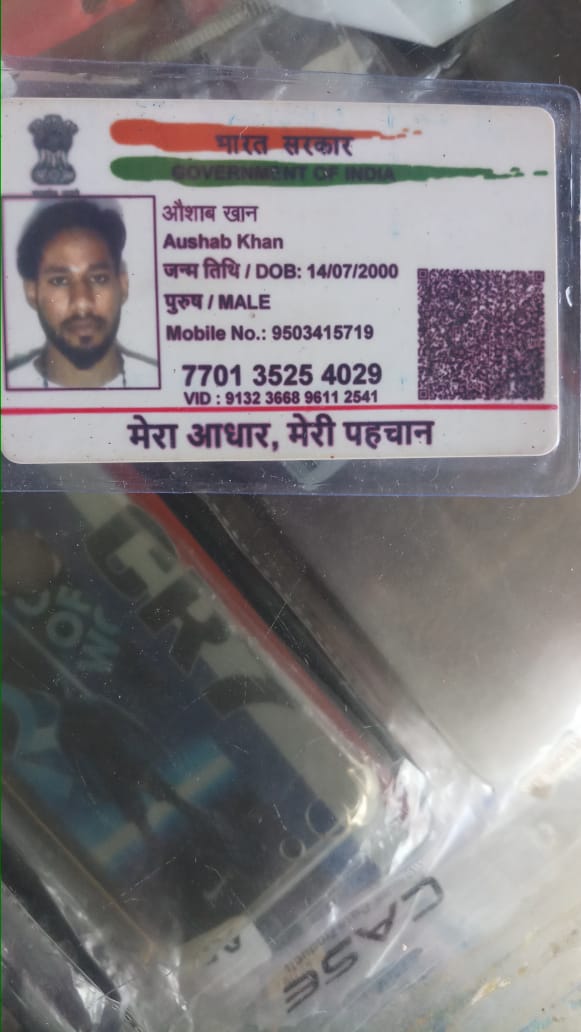 भारत सरकार
GOVERNMENT OF INDIA
औशाब खान
Aushab Khan
जन्म तिथि / DOB: 14/07/2000
पुरुष / MALE
Mobile No.: 9503415719
7701 3525 4029
VID : 9132 3668 9611 2541
मेरा आधार, मेरी पहचान
OF
CASE